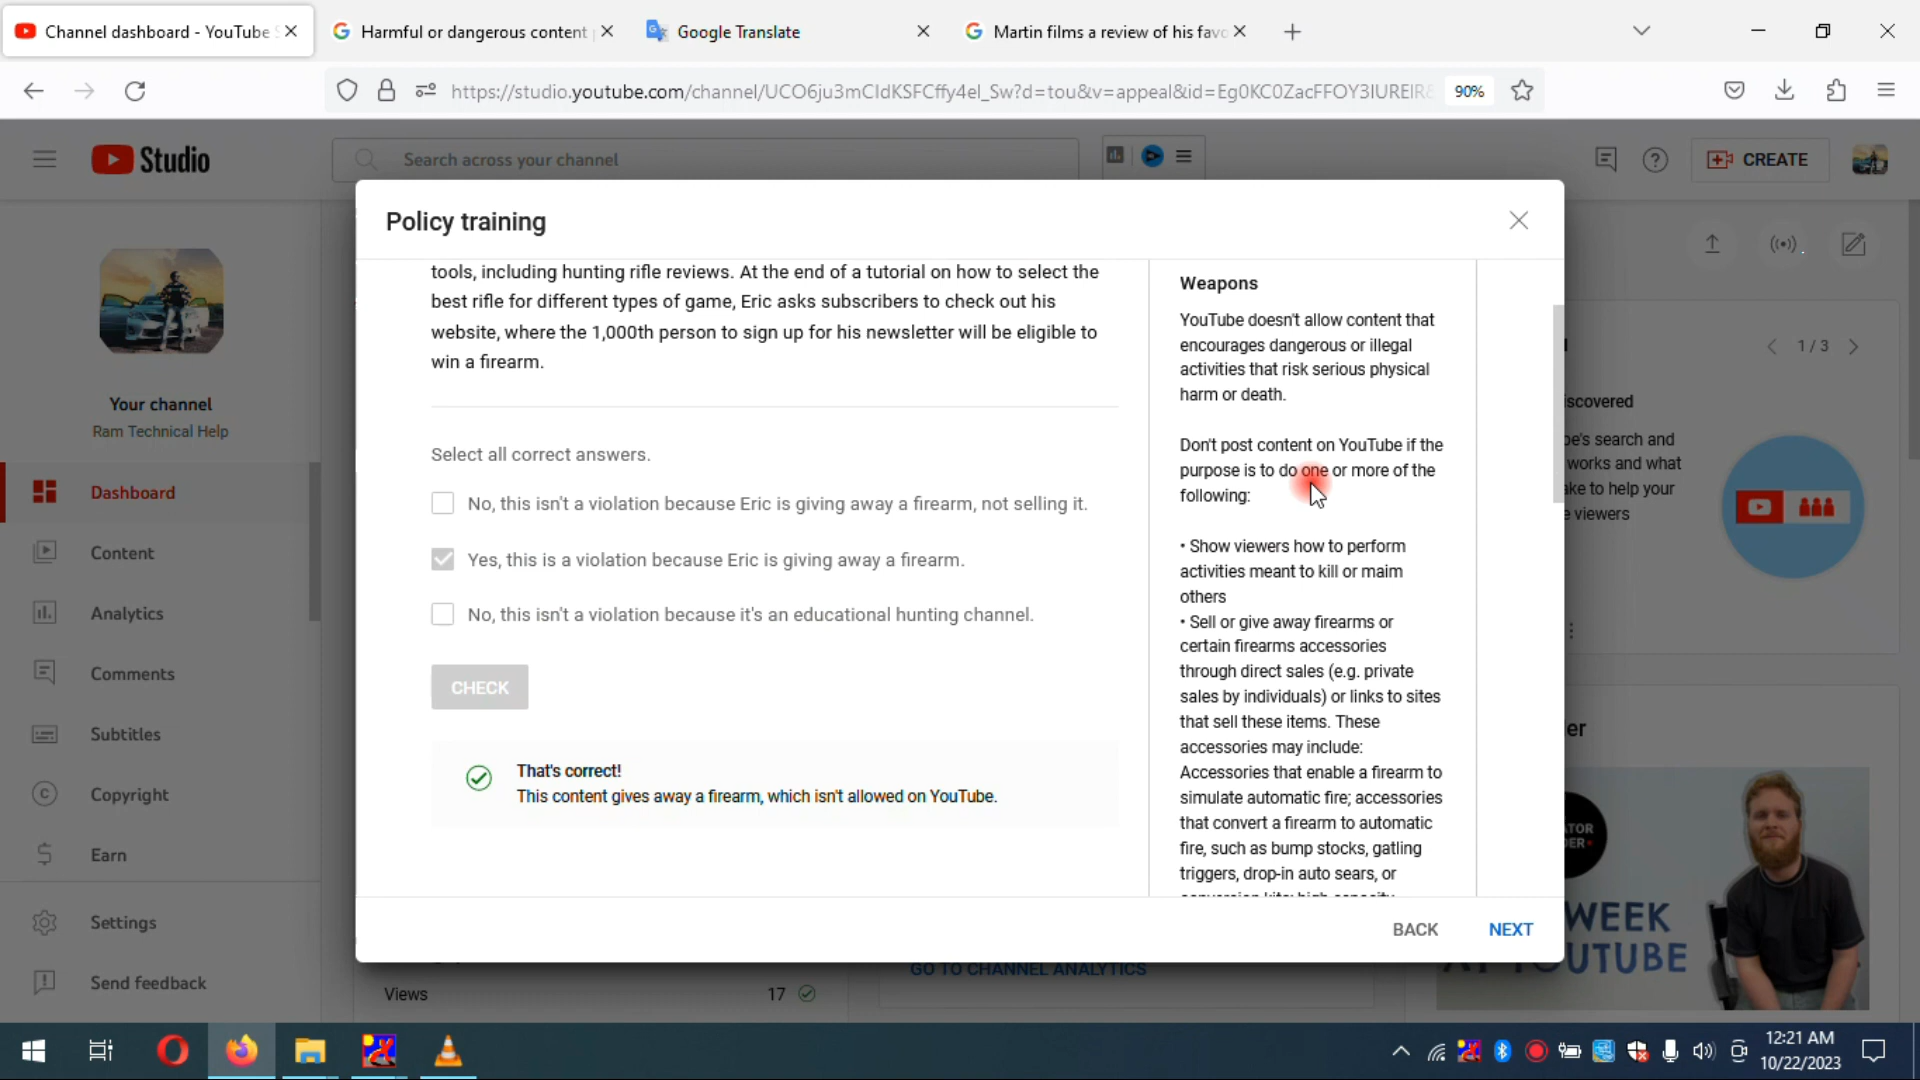 Channel dashboard - YouTube
Harmful or dangerous content
Google Translate
Martin films a review of his favo
https://studio.youtube.com/channel/UCO6ju3mCIdKSFCffy4el_Sw?d=tou&v=appeal&id=Eg0KC0ZacFFOY3lUREIR
90%
Studio
Search across your channel
CREATE
Policy training
tools, including hunting rifle reviews. At the end of a tutorial on how to select the
best rifle for different types of game, Eric asks subscribers to check out his
website, where the 1,000th person to sign up for his newsletter will be eligible to
win a firearm.
Select all correct answers.
No, this isn't a violation because Eric is giving away a firearm, not selling it.
Yes, this is a violation because Eric is giving away a firearm.
No, this isn't a violation because it's an educational hunting channel.
CHECK
That's correct!
This content gives away a firearm, which isn't allowed on YouTube.
Weapons
YouTube doesn't allow content that
encourages dangerous or illegal
activities that risk serious physical
harm or death.
Don't post content on YouTube if the
purpose is to do one or more of the
following:
• Show viewers how to perform
activities meant to kill or maim
others
• Sell or give away firearms or
certain firearms accessories
through direct sales (e.g. private
sales by individuals) or links to sites
that sell these items. These
accessories may include:
Accessories that enable a firearm to
simulate automatic fire; accessories
that convert a firearm to automatic
fire, such as bump stocks, gatling
triggers, drop-in auto sears, or
BACK
NEXT
Your channel
Ram Technical Help
Dashboard
Content
Analytics
Comments
Subtitles
Copyright
Earn
Settings
Send feedback
1 / 3
iscovered
be's search and
works and what
ke to help your
viewers
er
ATOR
DER
WEEK
AT YOUTUBE
GO TO CHANNEL ANALYTICS
Views
17
12:21 AM
10/22/2023